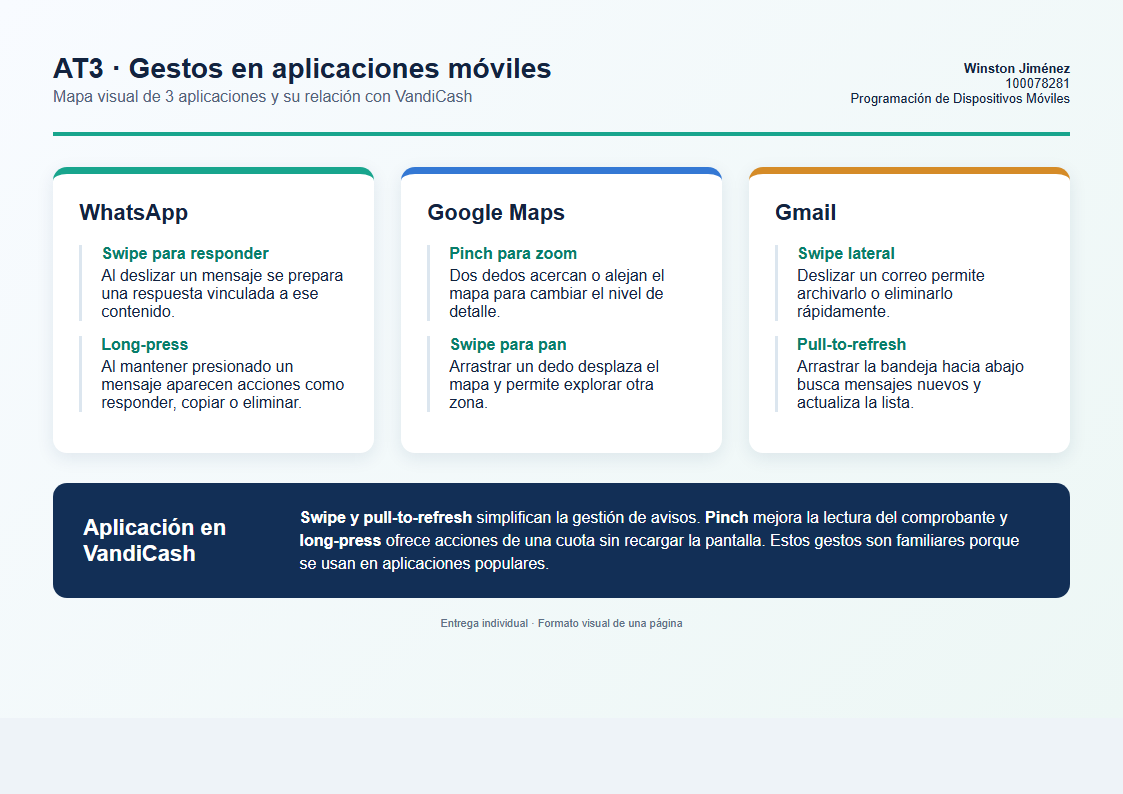 AT3 · Gestos en aplicaciones móviles
Mapa visual de 3 aplicaciones y su relación con VandiCash
Winston Jiménez
100078281
Programación de Dispositivos Móviles
WhatsApp
Swipe para responder
Al deslizar un mensaje se prepara
una respuesta vinculada a ese
contenido.
Long-press
Al mantener presionado un
mensaje aparecen acciones como
responder, copiar o eliminar.
Google Maps
Pinch para zoom
Dos dedos acercan o alejan el
mapa para cambiar el nivel de
detalle.
Swipe para pan
Arrastrar un dedo desplaza el
mapa y permite explorar otra
zona.
Gmail
Swipe lateral
Deslizar un correo permite
archivarlo o eliminarlo
rápidamente.
Pull-to-refresh
Arrastrar la bandeja hacia abajo
busca mensajes nuevos y
actualiza la lista.
Aplicación en
VandiCash
Swipe y pull-to-refresh simplifican la gestión de avisos. Pinch mejora la lectura del comprobante y
long-press ofrece acciones de una cuota sin recargar la pantalla. Estos gestos son familiares porque
se usan en aplicaciones populares.
Entrega individual · Formato visual de una página